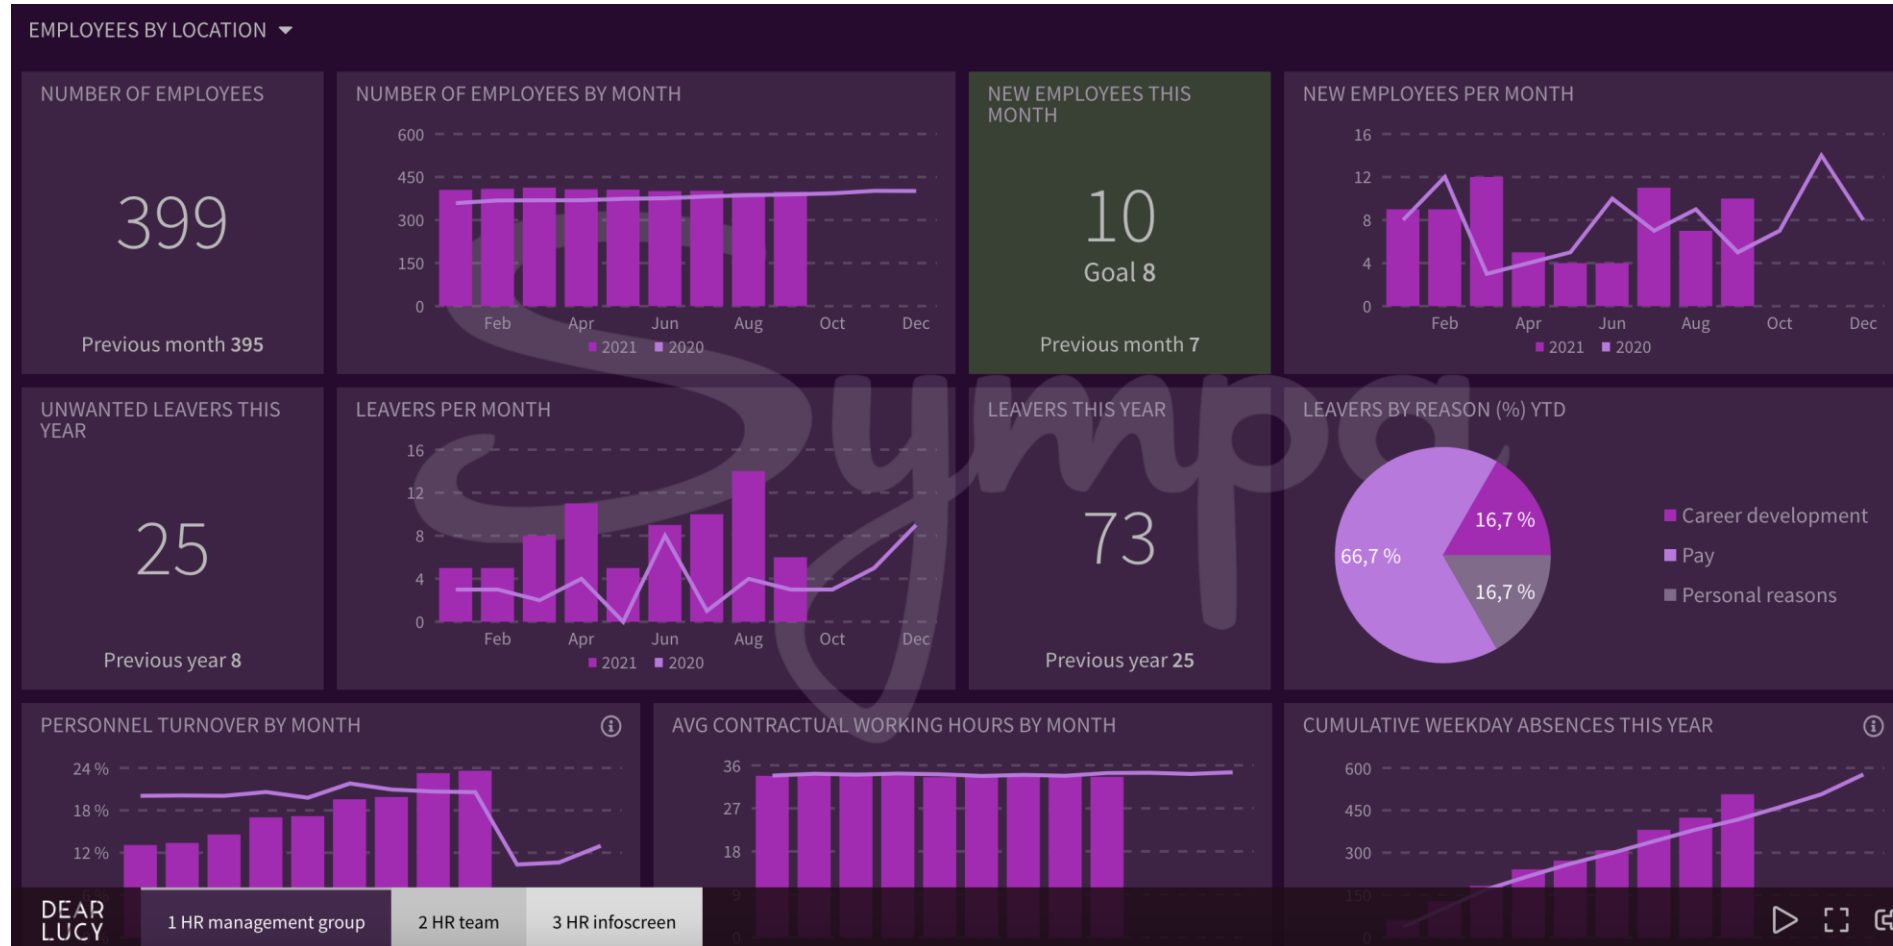 EMPLOYEES BY LOCATION
NUMBER OF EMPLOYEES
399
Previous month 395
NUMBER OF EMPLOYEES BY MONTH
600
450
300
150
0
Feb Apr Jun Aug Oct Dec
2021 2020
NEW EMPLOYEES THIS
MONTH
10
Goal 8
Previous month 7
NEW EMPLOYEES PER MONTH
16
12
8
4
0
Feb Apr Jun Aug Oct Dec
2021 2020
UNWANTED LEAVERS THIS
YEAR
25
Previous year 8
LEAVERS PER MONTH
16
12
8
4
0
Feb Apr Jun Aug Oct Dec
2021 2020
LEAVERS THIS YEAR
73
Previous year 25
LEAVERS BY REASON (%) YTD
16,7 %
66,7 %
16,7 %
Career development
Pay
Personal reasons
Sympa
PERSONNEL TURNOVER BY MONTH
24 %
18 %
12 %
AVG CONTRACTUAL WORKING HOURS BY MONTH
36
27
18
9
0
CUMULATIVE WEEKDAY ABSENCES THIS YEAR
600
450
300
150
0
DEAR
LUCY
1 HR management group
2 HR team
3 HR infoscreen